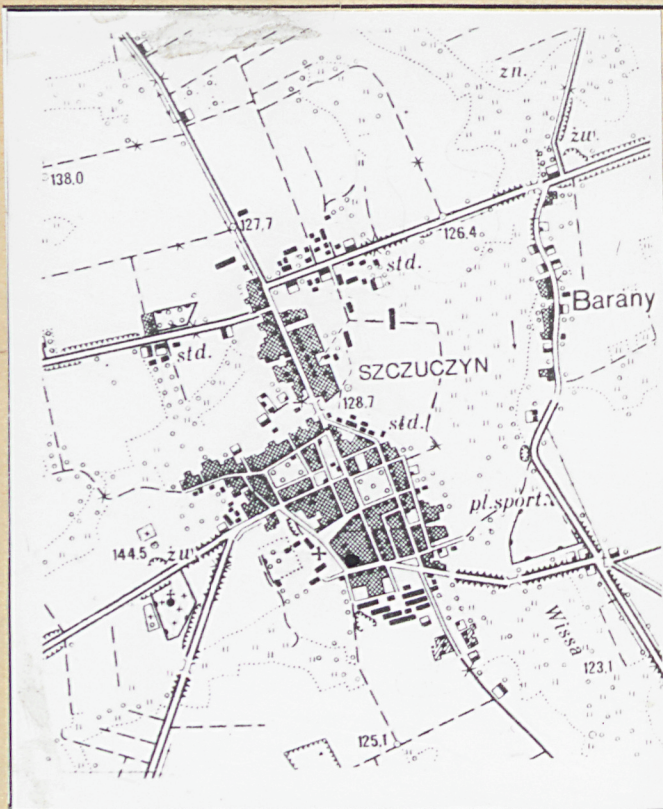 zn.
żw.
138,0
127,7
126.4
std.
Barany
std.
SZCZUCZYN
128.7
std.
pl.sport.
144.5
żw.
Wissa
123,1
125,1